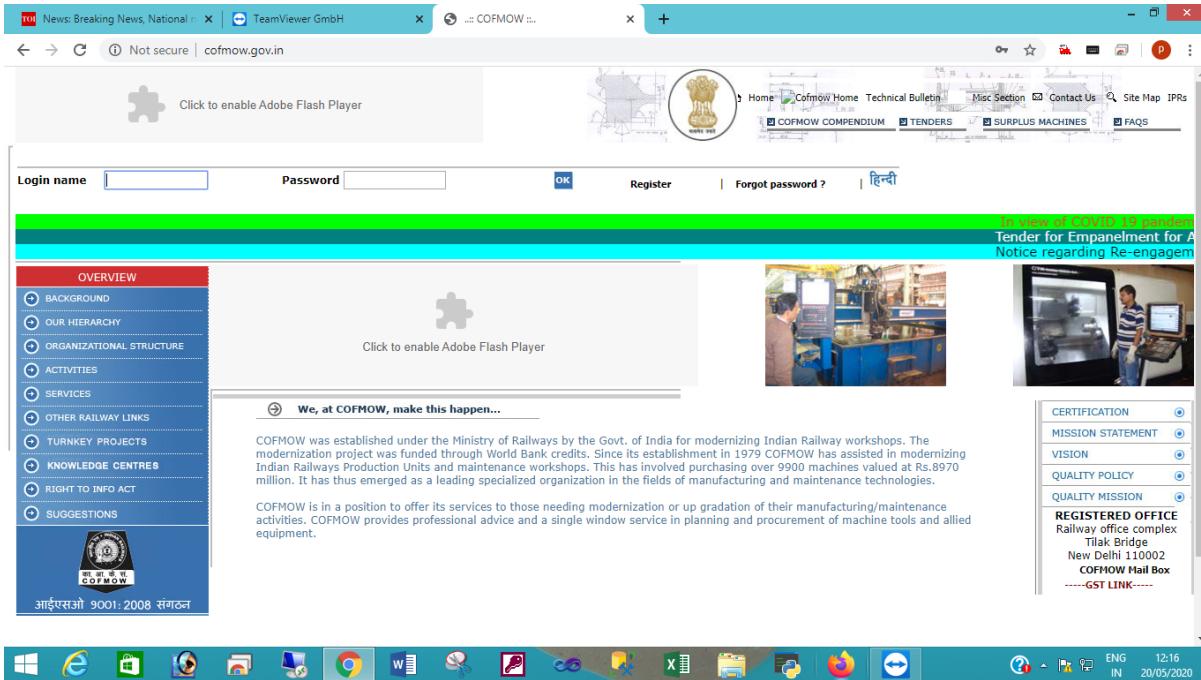 News: Breaking News, National n
TeamViewer GmbH
..:: COFMOW ::..
Not secure | cofmow.gov.in
P
Click to enable Adobe Flash Player
Home Cofmow Home Technical Bulletin Misc Section Contact Us Site Map IPRs
COFMOW COMPENDIUM TENDERS SURPLUS MACHINES FAQS
Login name Password OK Register | Forgot password ? | हिन्दी
In view of COVID 19 pandem
Tender for Empanelment for A
Notice regarding Re-engagem
OVERVIEW
BACKGROUND
OUR HIERARCHY
ORGANIZATIONAL STRUCTURE
ACTIVITIES
SERVICES
OTHER RAILWAY LINKS
TURNKEY PROJECTS
KNOWLEDGE CENTRES
RIGHT TO INFO ACT
SUGGESTIONS
का. आ. के. सं.
COFMOW
आईएसओ 9001: 2008 संगठन
Click to enable Adobe Flash Player
We, at COFMOW, make this happen...
COFMOW was established under the Ministry of Railways by the Govt. of India for modernizing Indian Railway workshops. The
modernization project was funded through World Bank credits. Since its establishment in 1979 COFMOW has assisted in modernizing
Indian Railways Production Units and maintenance workshops. This has involved purchasing over 9900 machines valued at Rs.8970
million. It has thus emerged as a leading specialized organization in the fields of manufacturing and maintenance technologies.
COFMOW is in a position to offer its services to those needing modernization or up gradation of their manufacturing/maintenance
activities. COFMOW provides professional advice and a single window service in planning and procurement of machine tools and allied
equipment.
CERTIFICATION
MISSION STATEMENT
VISION
QUALITY POLICY
QUALITY MISSION
REGISTERED OFFICE
Railway office complex
Tilak Bridge
New Delhi 110002
COFMOW Mail Box
-----GST LINK-----
ENG 12:16
IN 20/05/2020